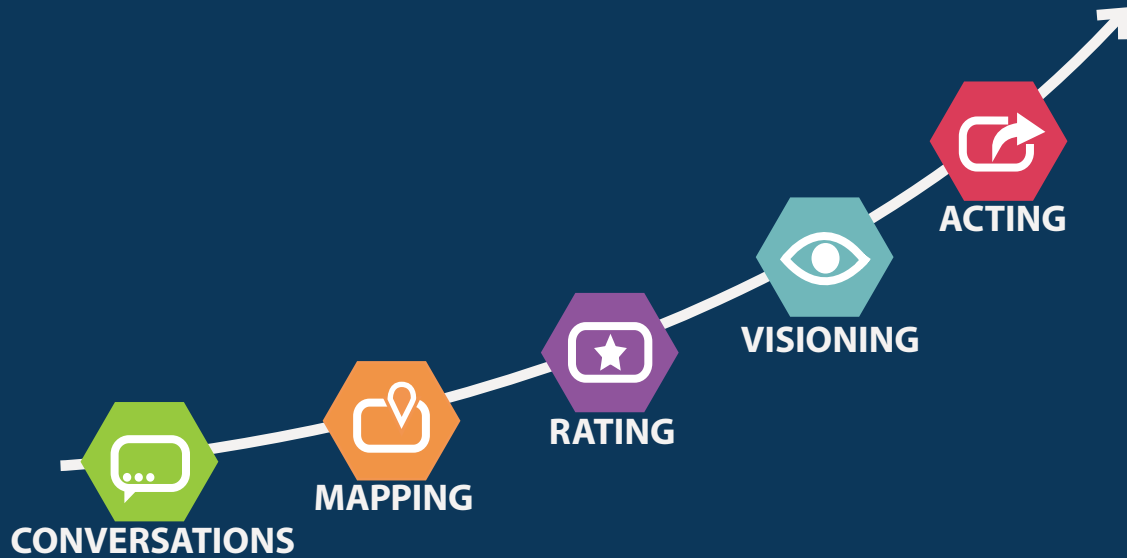 CONVERSATIONS
MAPPING
RATING
VISIONING
ACTING